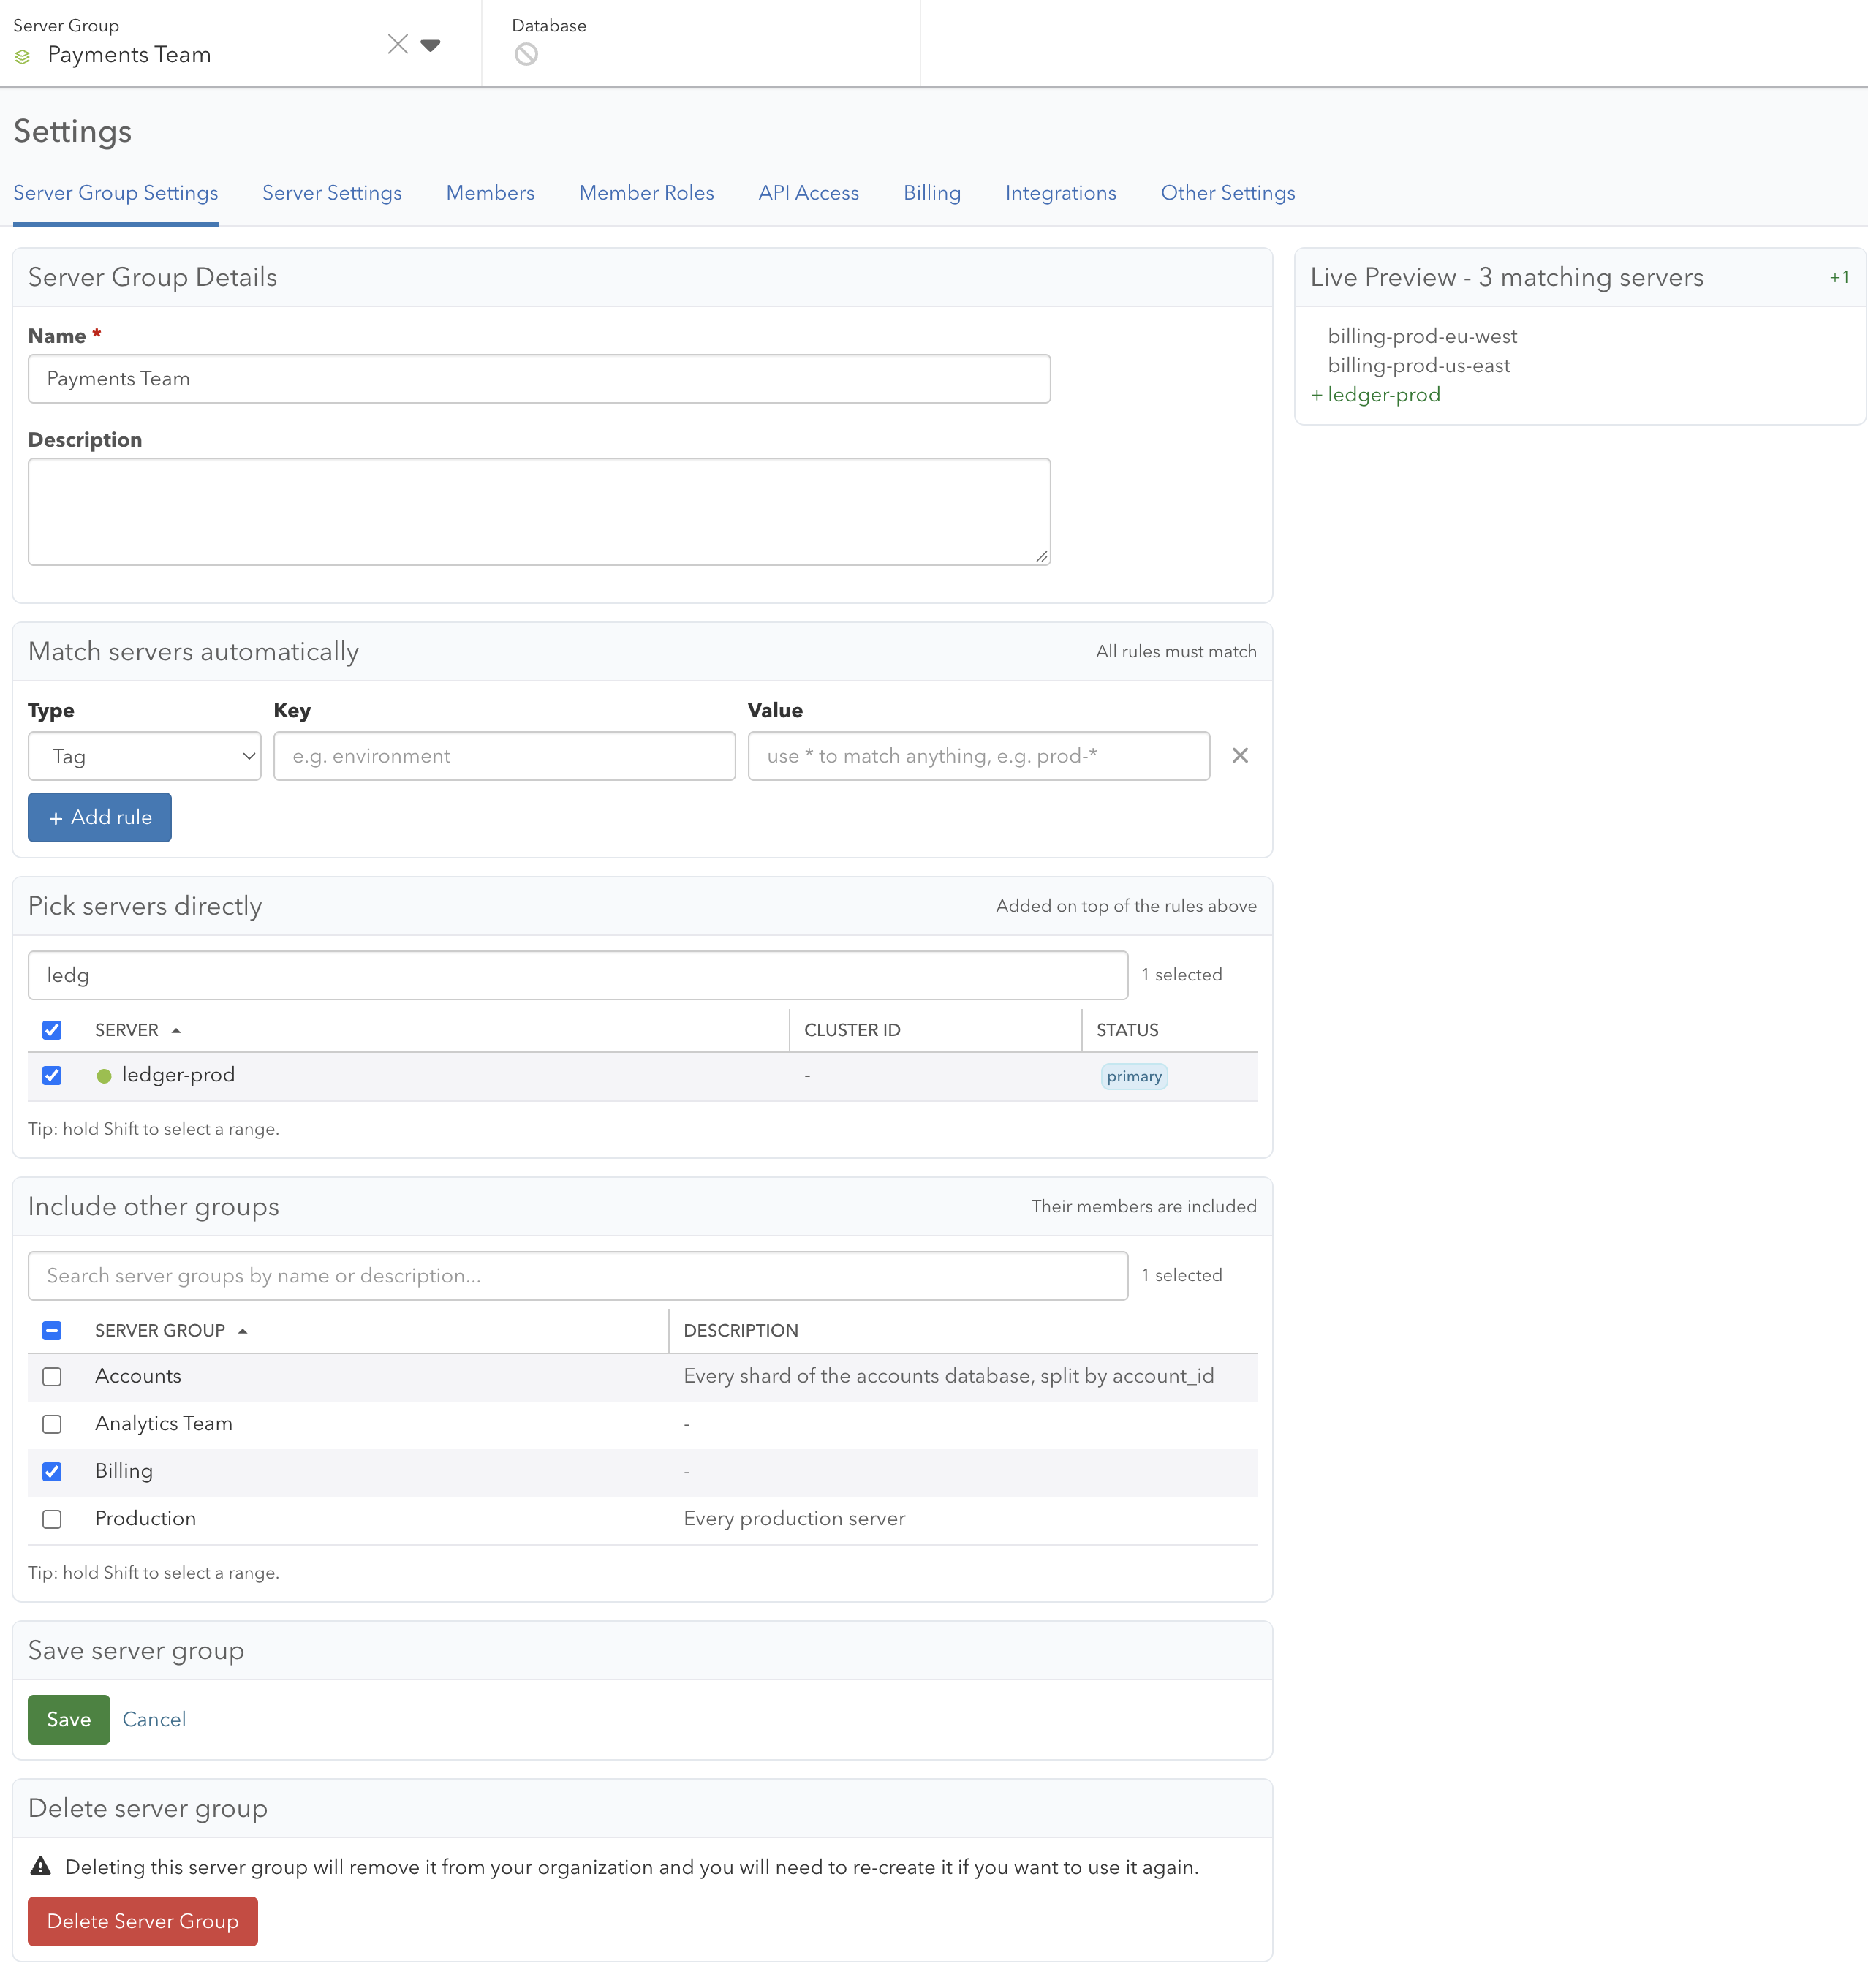 Server Group
Payments Team
Database
Settings
Server Group Settings
Server Settings
Members
Member Roles
API Access
Billing
Integrations
Other Settings
Server Group Details
Name *
Payments Team
Description
Live Preview - 3 matching servers
+1
billing-prod-eu-west
billing-prod-us-east
+ ledger-prod
Match servers automatically
All rules must match
Type
Key
Value
Tag
e.g. environment
use * to match anything, e.g. prod-*
+ Add rule
Pick servers directly
Added on top of the rules above
ledg
1 selected
SERVER
CLUSTER ID
STATUS
ledger-prod
-
primary
Tip: hold Shift to select a range.
Include other groups
Their members are included
Search server groups by name or description...
1 selected
SERVER GROUP
DESCRIPTION
Accounts
Every shard of the accounts database, split by account_id
Analytics Team
-
Billing
-
Production
Every production server
Tip: hold Shift to select a range.
Save server group
Save
Cancel
Delete server group
Deleting this server group will remove it from your organization and you will need to re-create it if you want to use it again.
Delete Server Group